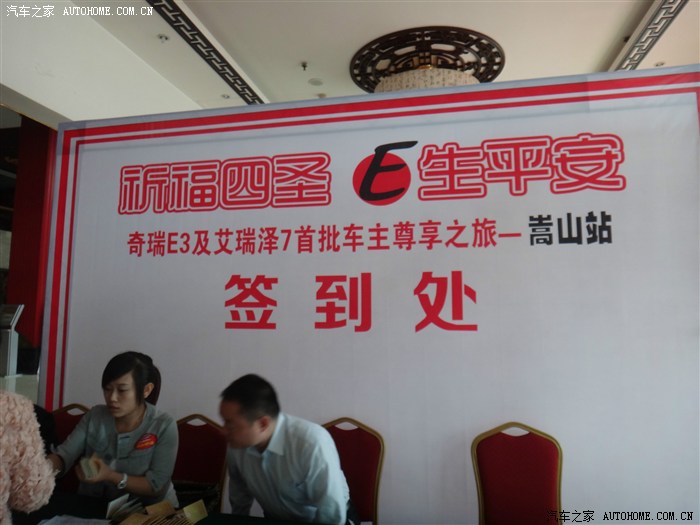 汽车之家 AUTOHOME.COM.CN
祈福四圣 E生平安
奇瑞E3及艾瑞泽7首批车主尊享之旅—嵩山站
签到处
汽车之家 AUTOHOME.COM.CN